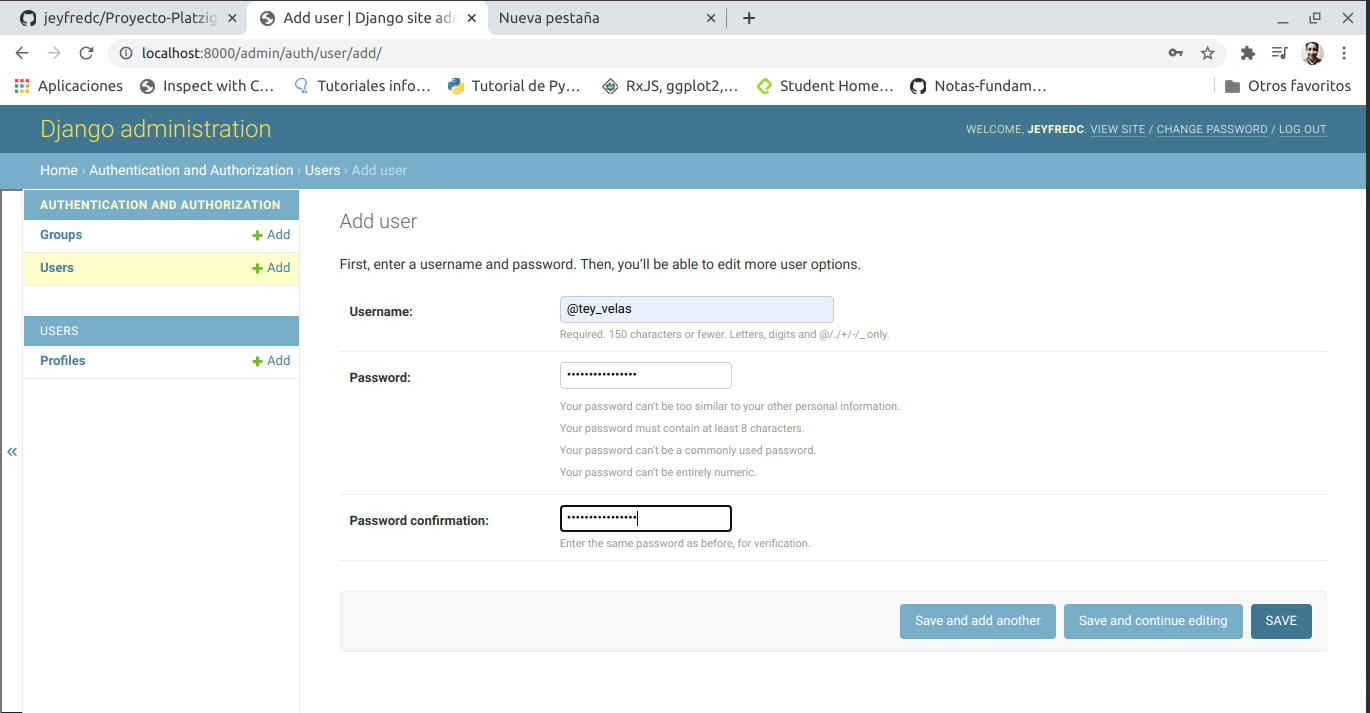 jeyfredc/Proyecto-Platzig
Add user | Django site adm
Nueva pestaña
localhost:8000/admin/auth/user/add/
Aplicaciones Inspect with C... Tutoriales info... Tutorial de Py... RxJS, ggplot2,... Student Home... Notas-fundam... Otros favoritos
Django administration
WELCOME, JEYFREDC. VIEW SITE / CHANGE PASSWORD / LOG OUT
Home › Authentication and Authorization › Users › Add user
AUTHENTICATION AND AUTHORIZATION
Groups + Add
Users + Add
USERS
Profiles + Add
«
Add user
First, enter a username and password. Then, you’ll be able to edit more user options.
Username: @tey_velas
Required. 150 characters or fewer. Letters, digits and @/./+/-/_ only.
Password: ••••••••••••••••
Your password can’t be too similar to your other personal information.
Your password must contain at least 8 characters.
Your password can’t be a commonly used password.
Your password can’t be entirely numeric.
Password confirmation: ••••••••••••••••
Enter the same password as before, for verification.
Save and add another Save and continue editing SAVE